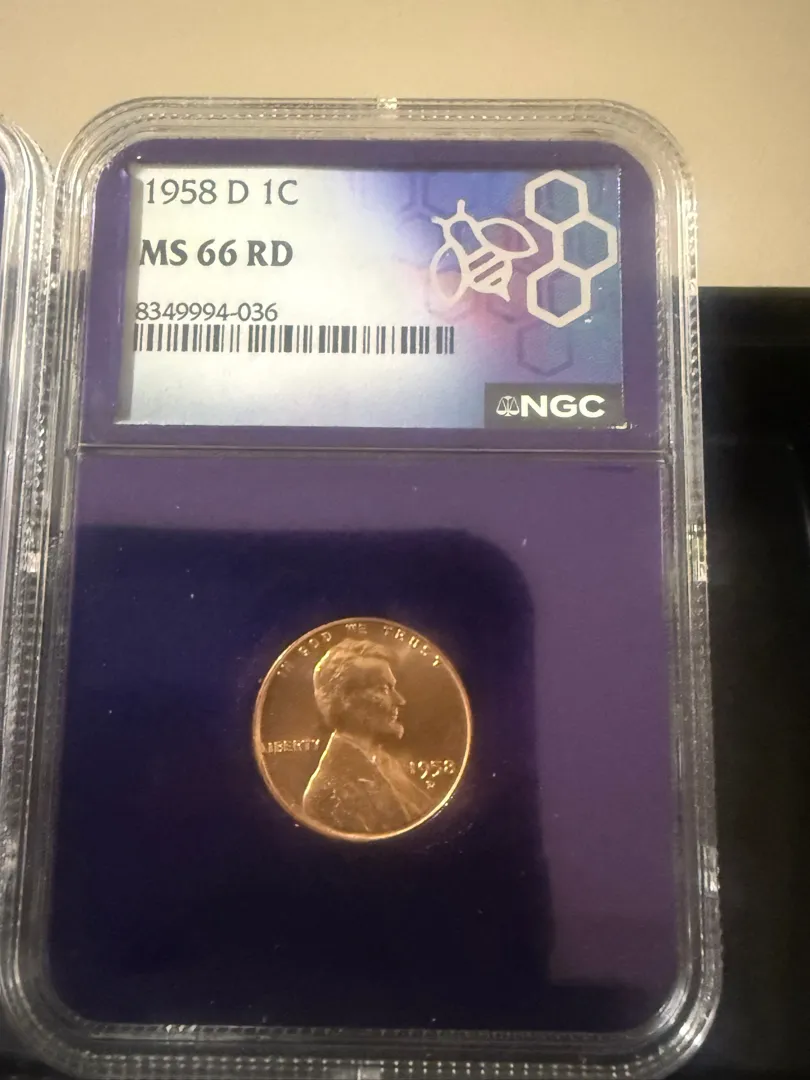 1958 D 1C
MS 66 RD
8349994-036
NGC
IN GOD WE TRUST
LIBERTY
1958
D